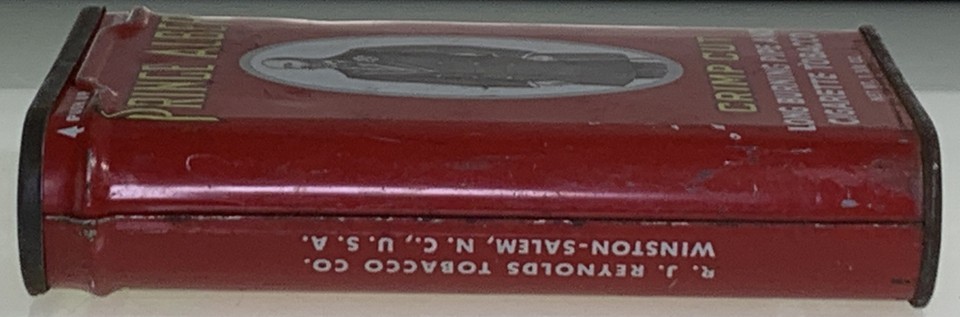 PRINCE ALBERT
CRIMP CUT
LONG BURNING PIPE AND
CIGARETTE TOBACCO
R. J. REYNOLDS TOBACCO CO.
WINSTON-SALEM, N. C., U. S. A.